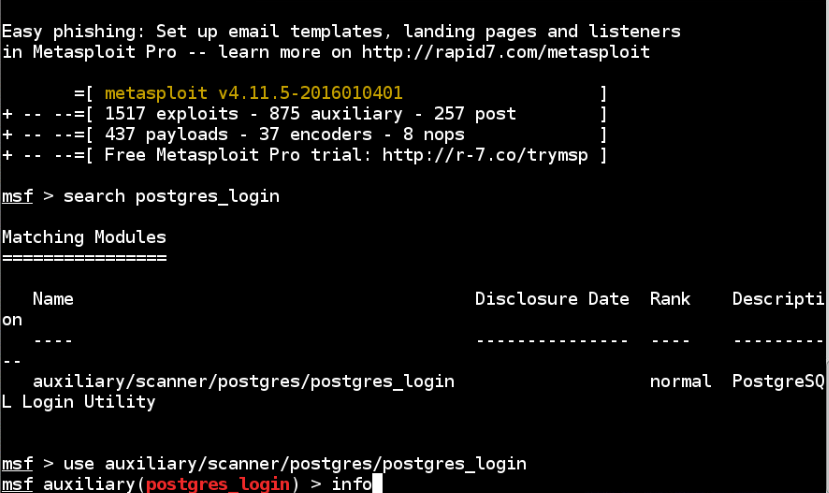 Easy phishing: Set up email templates, landing pages and listeners
in Metasploit Pro -- learn more on http://rapid7.com/metasploit
=[ metasploit v4.11.5-2016010401 ]
+ -- --=[ 1517 exploits - 875 auxiliary - 257 post ]
+ -- --=[ 437 payloads - 37 encoders - 8 nops ]
+ -- --=[ Free Metasploit Pro trial: http://r-7.co/trymsp ]
msf > search postgres_login
Matching Modules
================
Name Disclosure Date Rank Descripti
on
---- --------------- ---- ---------
--
auxiliary/scanner/postgres/postgres_login normal PostgreSQ
L Login Utility
msf > use auxiliary/scanner/postgres/postgres_login
msf auxiliary(postgres_login) > info